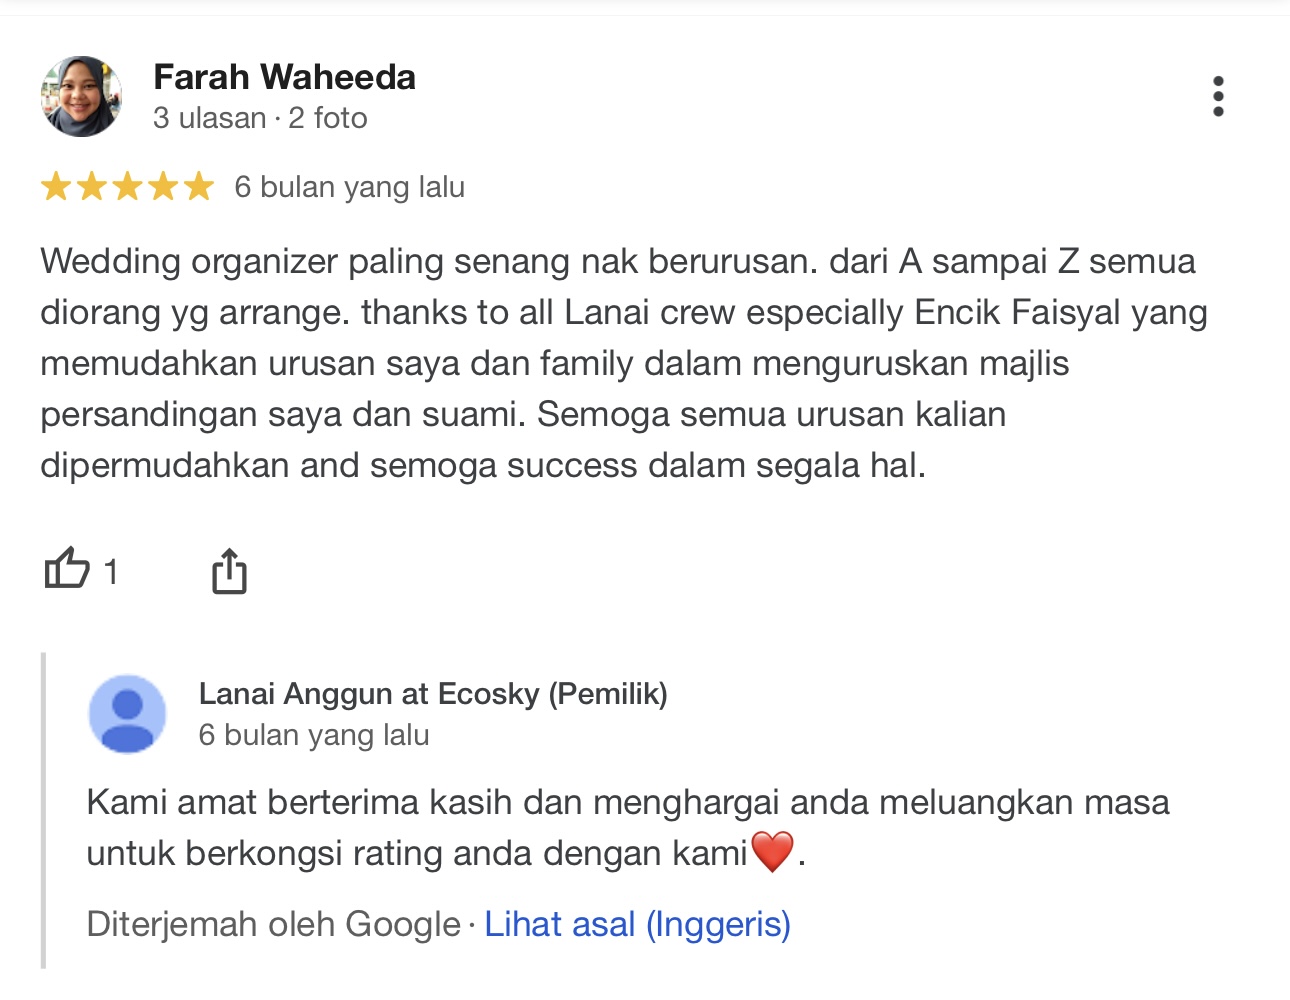 Farah Waheeda
3 ulasan · 2 foto
6 bulan yang lalu
Wedding organizer paling senang nak berurusan. dari A sampai Z semua
diorang yg arrange. thanks to all Lanai crew especially Encik Faisyal yang
memudahkan urusan saya dan family dalam menguruskan majlis
persandingan saya dan suami. Semoga semua urusan kalian
dipermudahkan and semoga success dalam segala hal.
1
Lanai Anggun at Ecosky (Pemilik)
6 bulan yang lalu
Kami amat berterima kasih dan menghargai anda meluangkan masa
untuk berkongsi rating anda dengan kami❤️.
Diterjemah oleh Google · Lihat asal (Inggeris)